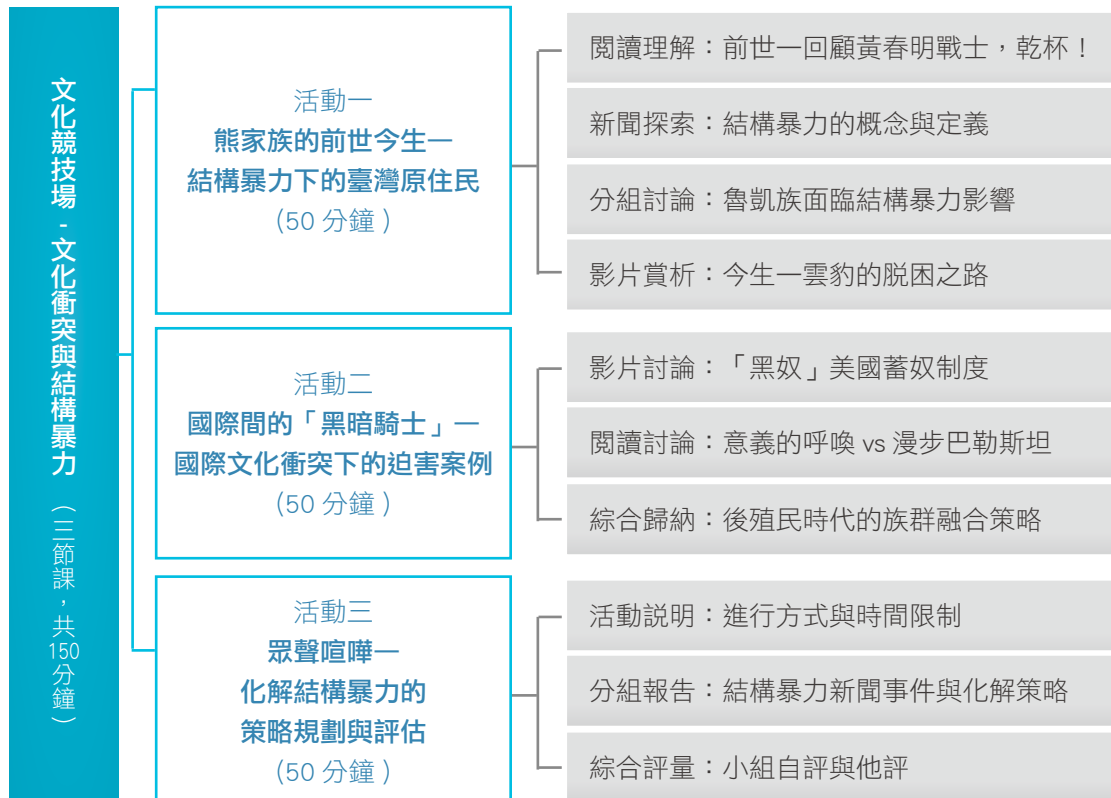 文化競技場-文化衝突與結構暴力（三節課，共150分鐘）
活動一
熊家族的前世今生—
結構暴力下的臺灣原住民
（50 分鐘）
閱讀理解：前世—回顧黃春明戰士，乾杯！
新聞探索：結構暴力的概念與定義
分組討論：魯凱族面臨結構暴力影響
影片賞析：今生—雲豹的脫困之路
活動二
國際間的「黑暗騎士」—
國際文化衝突下的迫害案例
（50 分鐘）
影片討論：「黑奴」美國蓄奴制度
閱讀討論：意義的呼喚 vs 漫步巴勒斯坦
綜合歸納：後殖民時代的族群融合策略
活動三
眾聲喧嘩—
化解結構暴力的
策略規劃與評估
（50 分鐘）
活動說明：進行方式與時間限制
分組報告：結構暴力新聞事件與化解策略
綜合評量：小組自評與他評